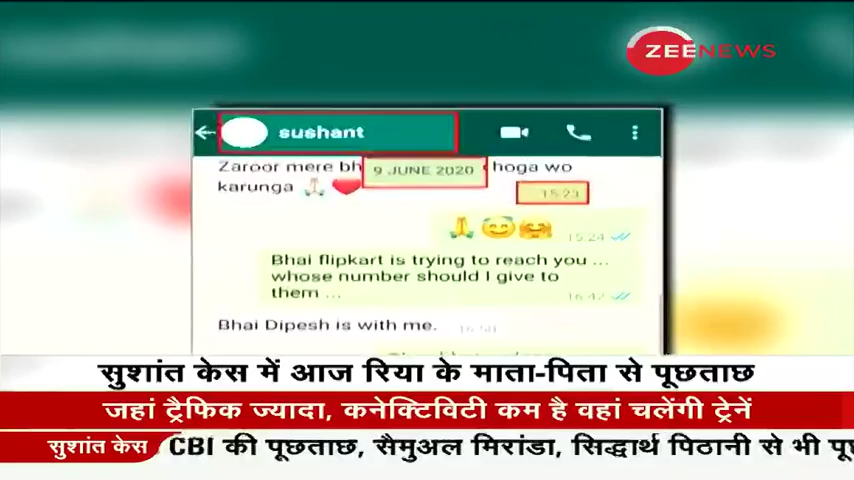 ZEENEWS
sushant
Zaroor mere bh
9 JUNE 2020
hoga wo
karunga
15:23
15:24
Bhai flipkart is trying to reach you ...
whose number should I give to
them ...
16:42
Bhai Dipesh is with me.
16:50
सुशांत केस में आज रिया के माता-पिता से पूछताछ
जहां ट्रैफिक ज्यादा, कनेक्टिविटी कम है वहां चलेंगी ट्रेनें
सुशांत केस
CBI की पूछताछ, सैमुअल मिरांडा, सिद्धार्थ पिठानी से भी पूछ